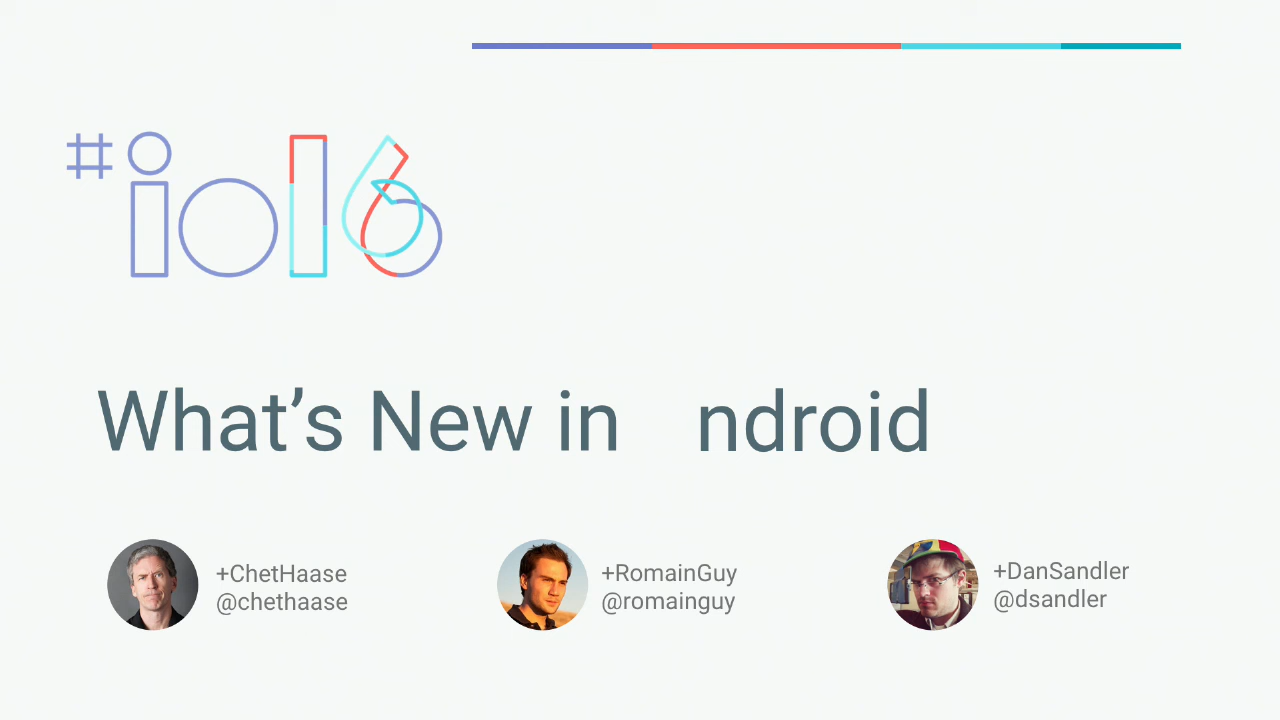 #io16
What’s New in ndroid
+ChetHaase
@chethaase
+RomainGuy
@romainguy
+DanSandler
@dsandler